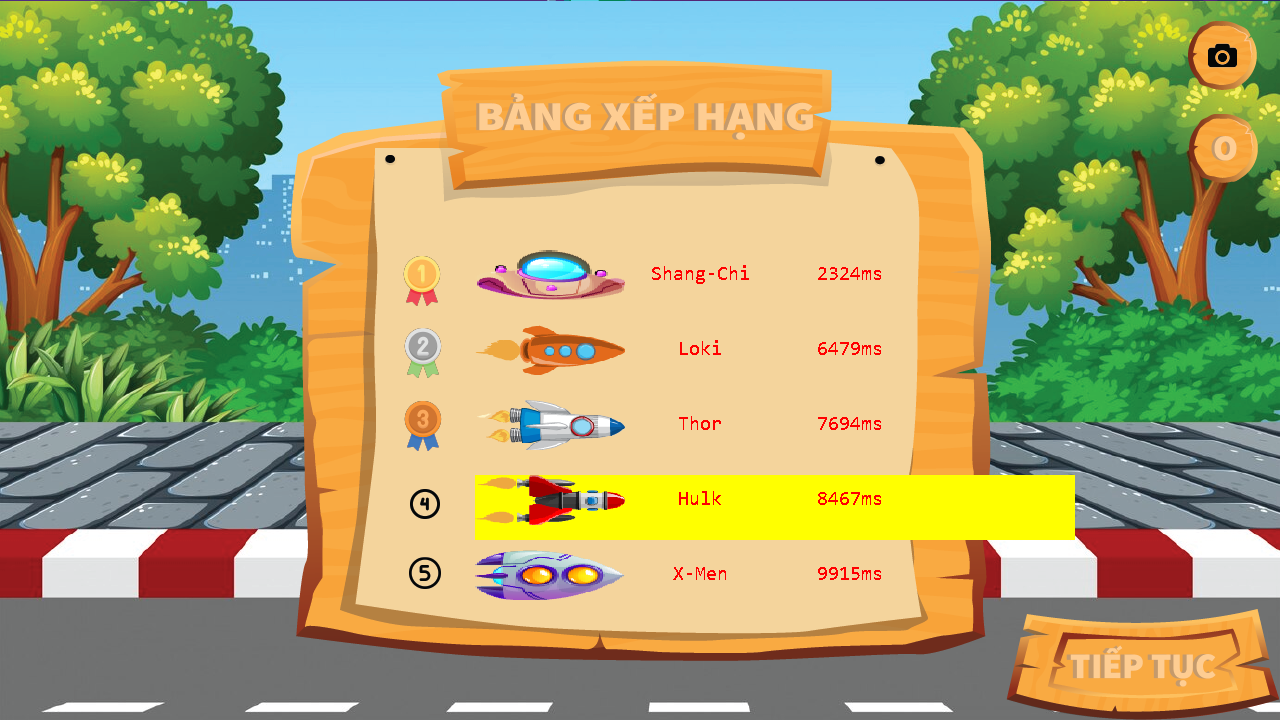 BẢNG XẾP HẠNG
O
1 Shang-Chi 2324ms
2 Loki 6479ms
3 Thor 7694ms
4 Hulk 8467ms
5 X-Men 9915ms
TIẾP TỤC